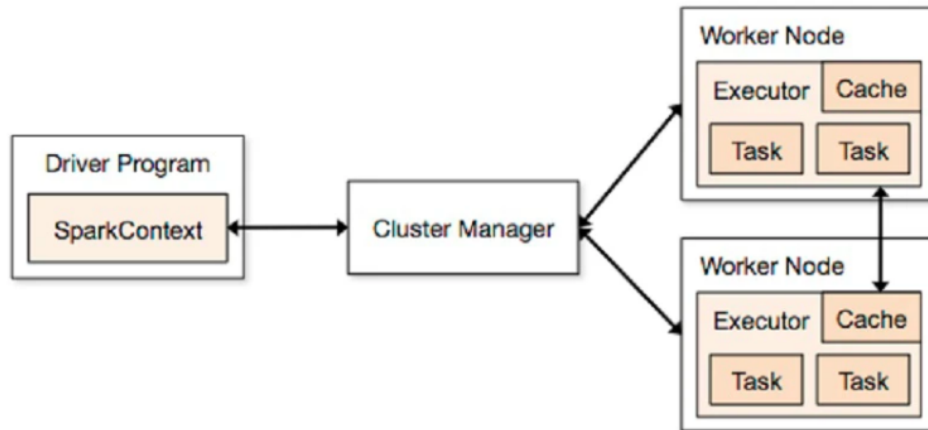 Driver Program
SparkContext
Cluster Manager
Worker Node
Executor
Cache
Task
Task
Worker Node
Executor
Cache
Task
Task